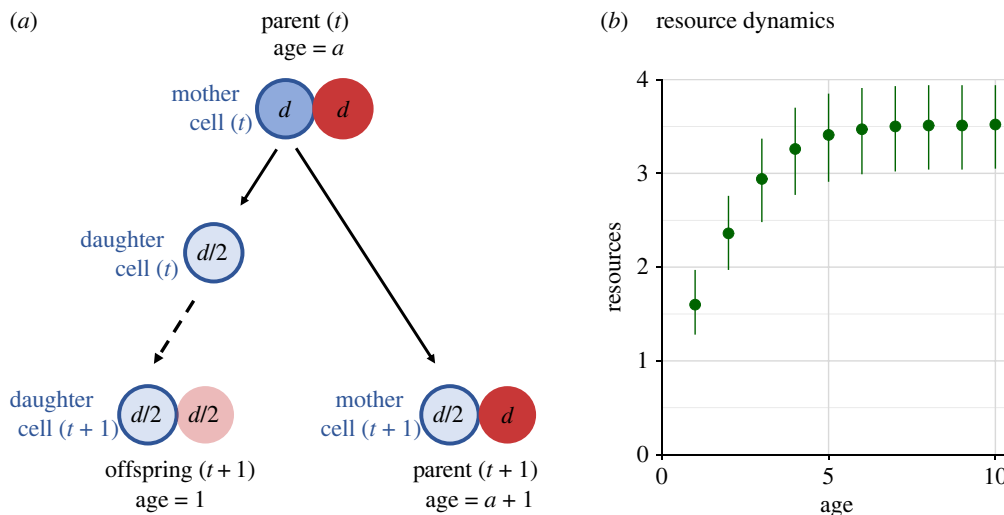 (a)
parent (t)
age = a
mother
cell (t)
d
d
daughter
cell (t)
d/2
daughter
cell (t + 1)
d/2
d/2
mother
cell (t + 1)
d/2
d
offspring (t + 1)
age = 1
parent (t + 1)
age = a + 1
(b) resource dynamics
4
3
2
1
0
resources
0
5
10
age